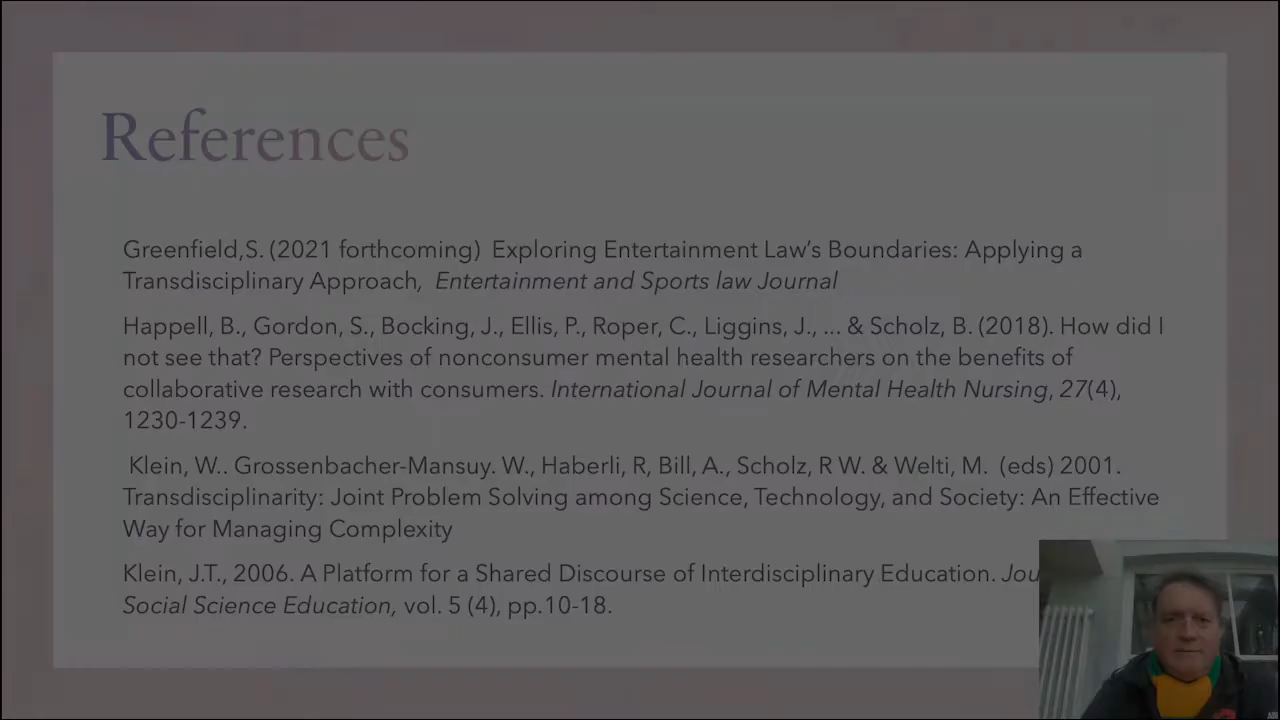 References
Greenfield,S. (2021 forthcoming) Exploring Entertainment Law's Boundaries: Applying a
Transdisciplinary Approach, Entertainment and Sports law Journal
Happell, B., Gordon, S., Bocking, J., Ellis, P., Roper, C., Liggins, J., ... & Scholz, B. (2018). How did I
not see that? Perspectives of nonconsumer mental health researchers on the benefits of
collaborative research with consumers. International Journal of Mental Health Nursing, 27(4),
1230-1239.
Klein, W.. Grossenbacher-Mansuy. W., Haberli, R, Bill, A., Scholz, R W. & Welti, M. (eds) 2001.
Transdisciplinarity: Joint Problem Solving among Science, Technology, and Society: An Effective
Way for Managing Complexity
Klein, J.T., 2006. A Platform for a Shared Discourse of Interdisciplinary Education.
Social Science Education, vol. 5 (4), pp.10-18.